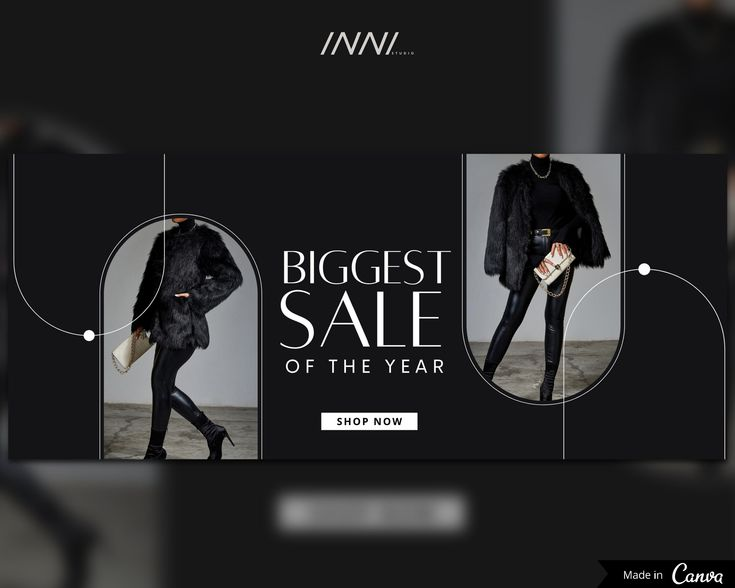 INNI
STUDIO
BIGGEST
SALE
OF THE YEAR
SHOP NOW
Made in Canva